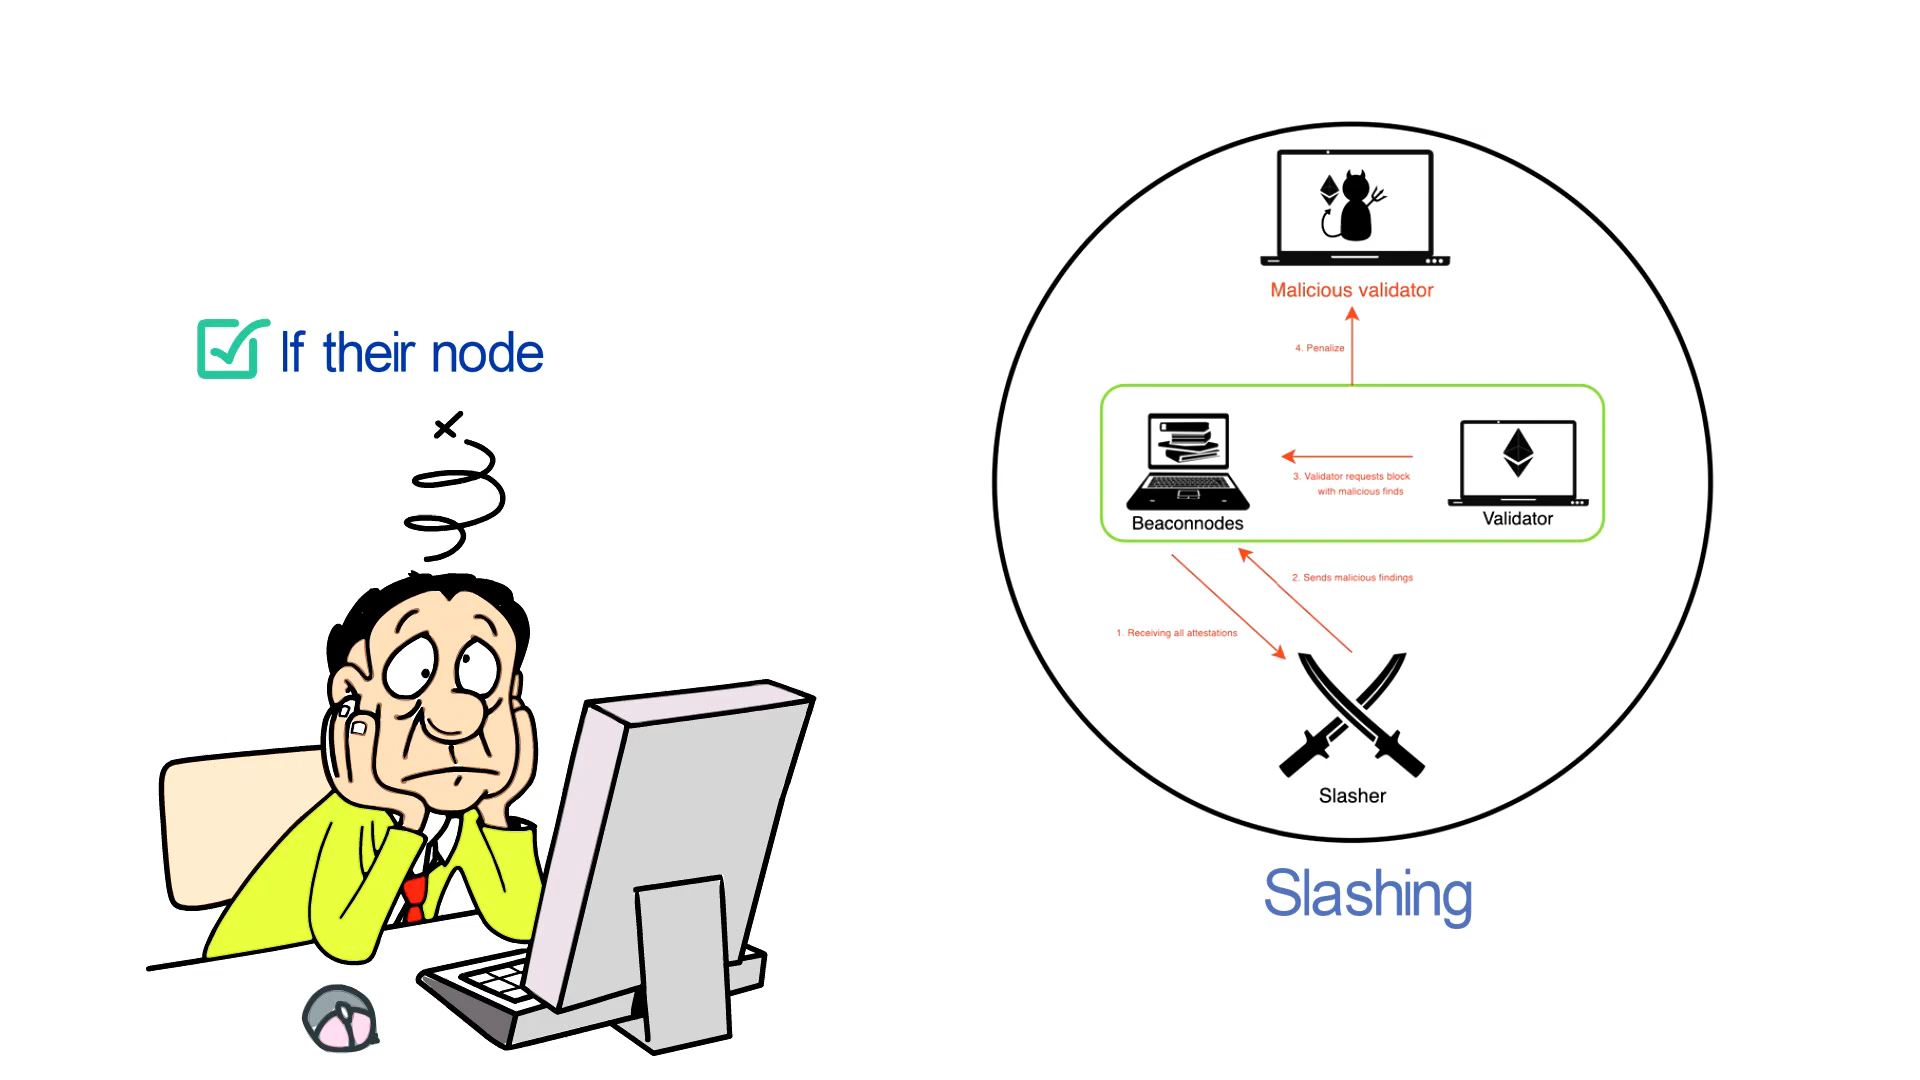 If their node
Malicious validator
4. Penalize
3. Validator requests block
with malicious finds
Beaconnodes
Validator
2. Sends malicious findings
1. Receiving all attestations
Slasher
Slashing